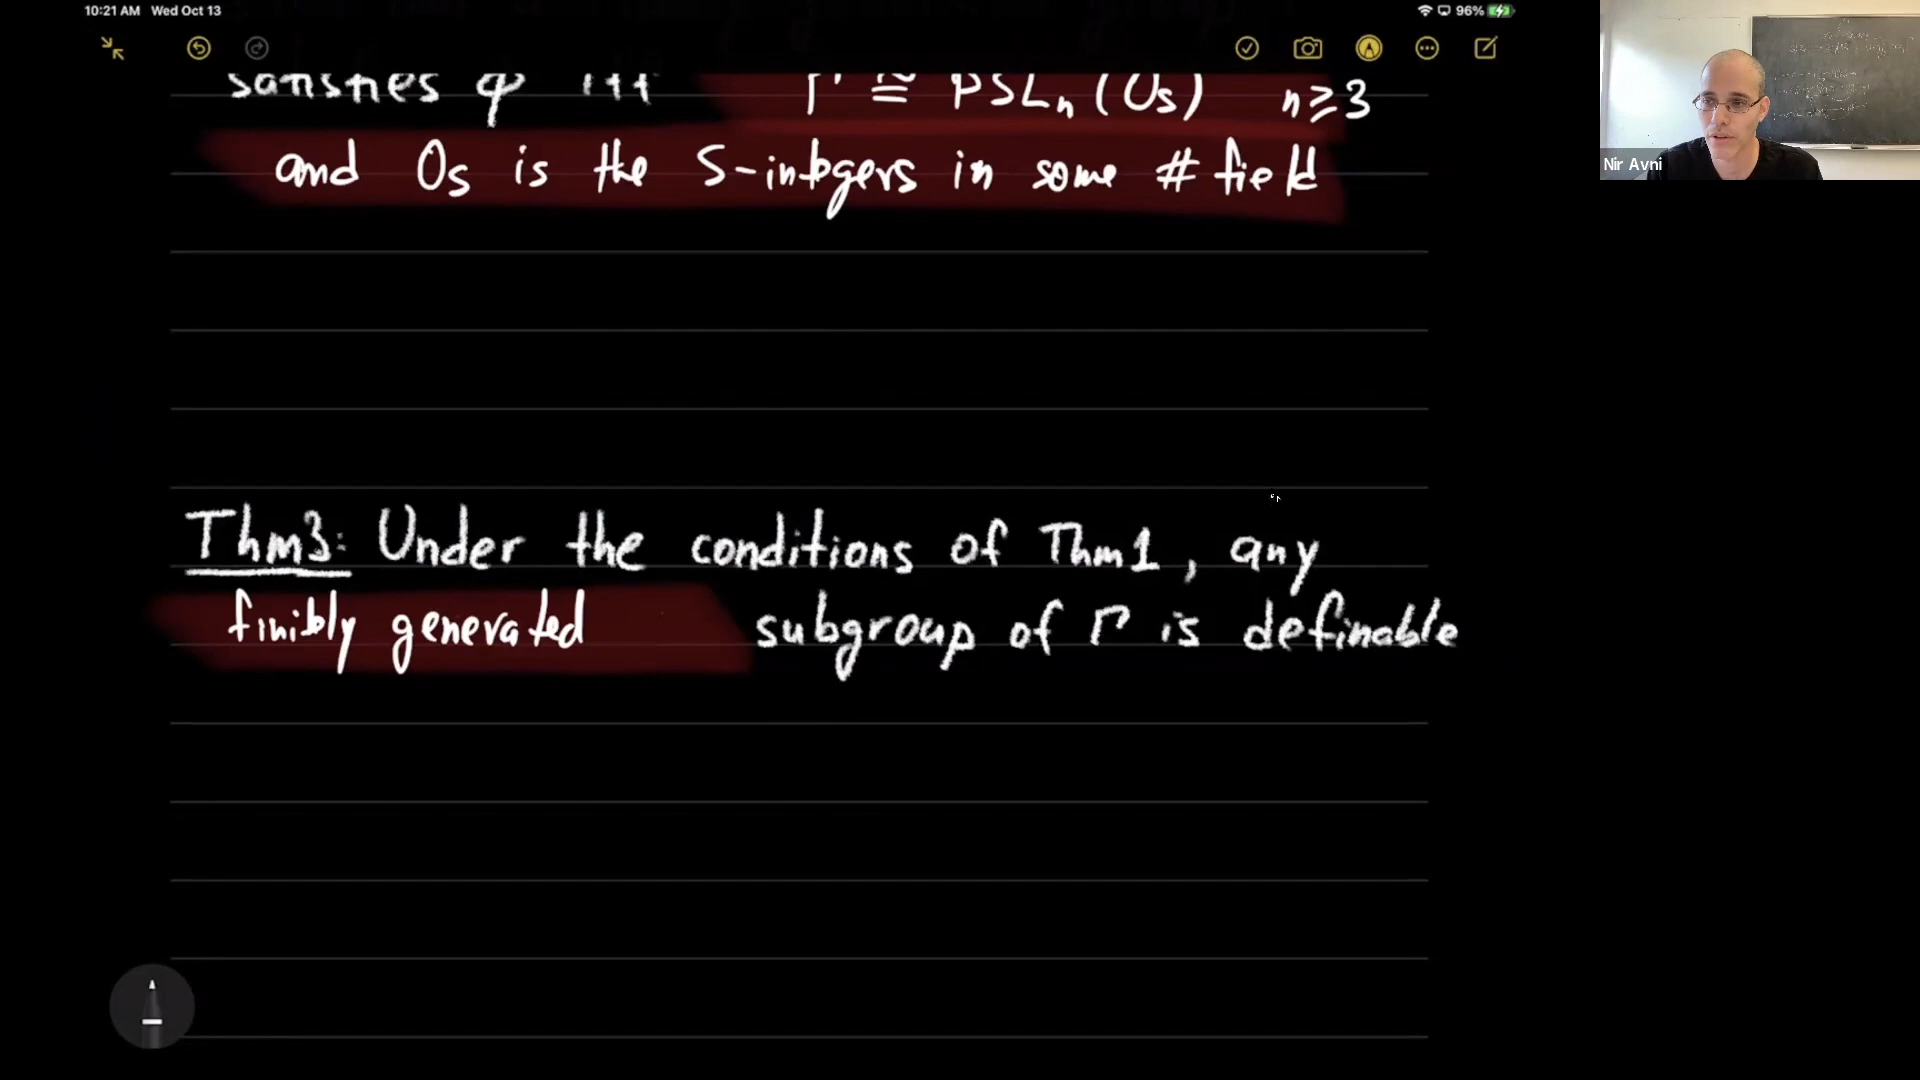 10:21 AM Wed Oct 13
96%
satisfies φ iff Γ ≅ PSLn (Os) n≥3
and Os is the S-intgers in some # field
Nir Avni
Thm3: Under the conditions of Thm1, any
finitely generated subgroup of Γ is definable